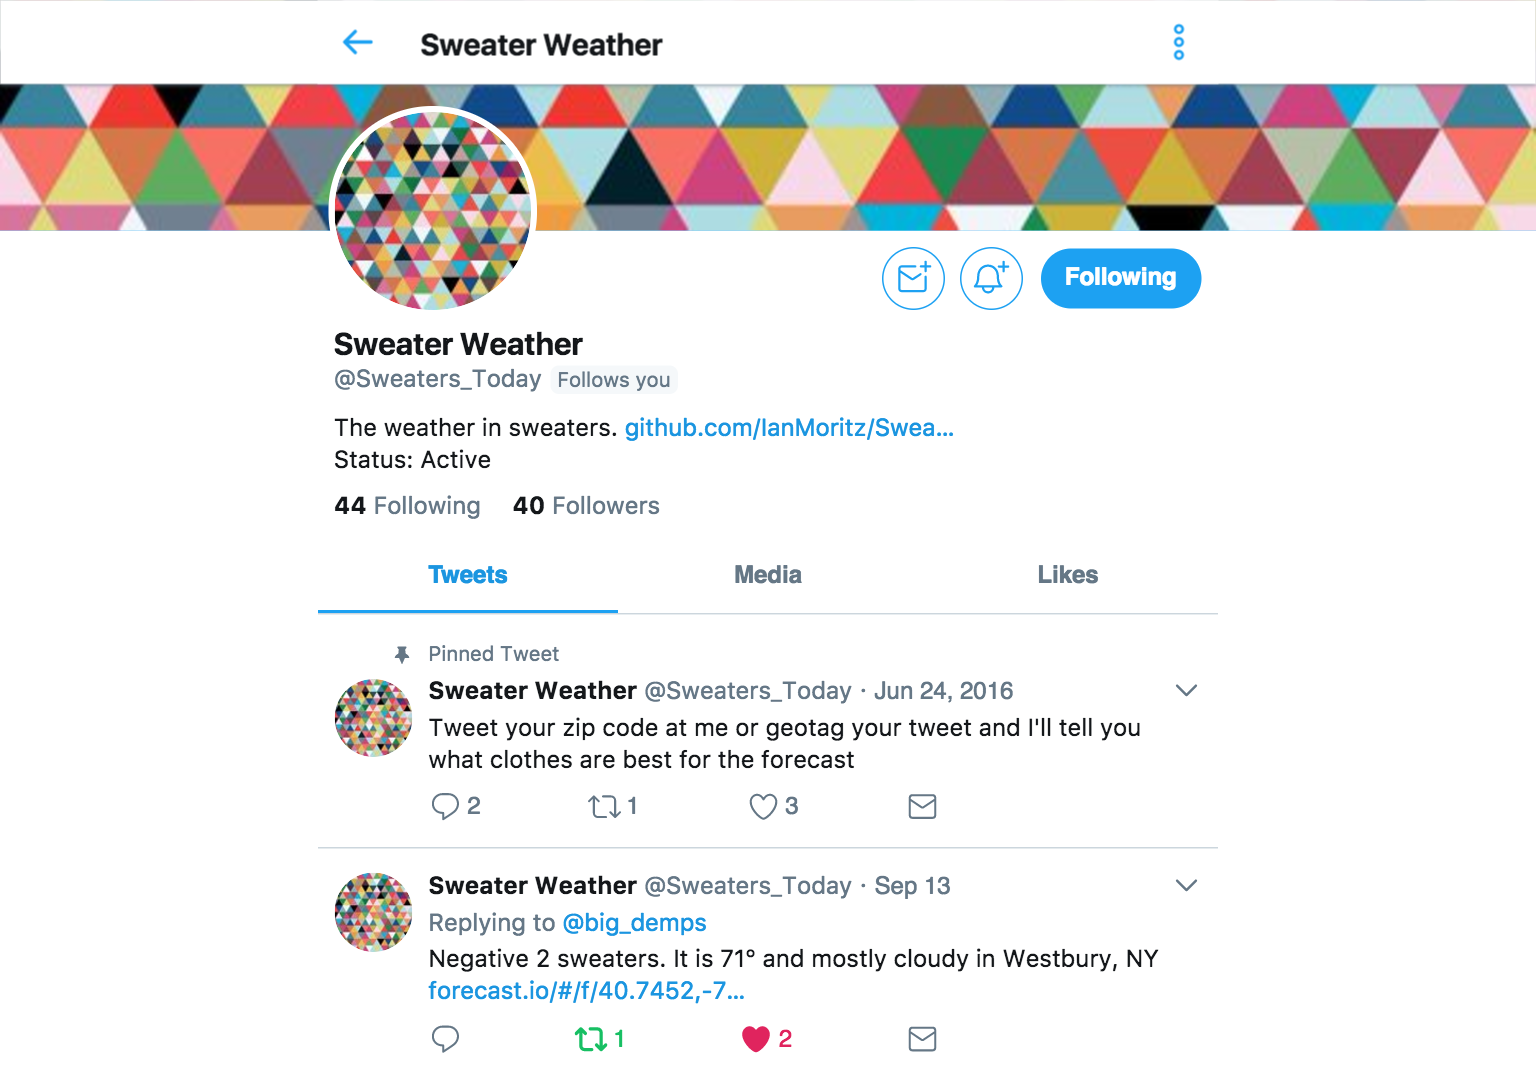 Sweater Weather
Following
Sweater Weather
@Sweaters_Today Follows you
The weather in sweaters. github.com/IanMoritz/Swea...
Status: Active
44 Following 40 Followers
Tweets Media Likes
Pinned Tweet
Sweater Weather @Sweaters_Today · Jun 24, 2016
Tweet your zip code at me or geotag your tweet and I'll tell you
what clothes are best for the forecast
2 1 3
Sweater Weather @Sweaters_Today · Sep 13
Replying to @big_demps
Negative 2 sweaters. It is 71° and mostly cloudy in Westbury, NY
forecast.io/#/f/40.7452,-7...
1 2